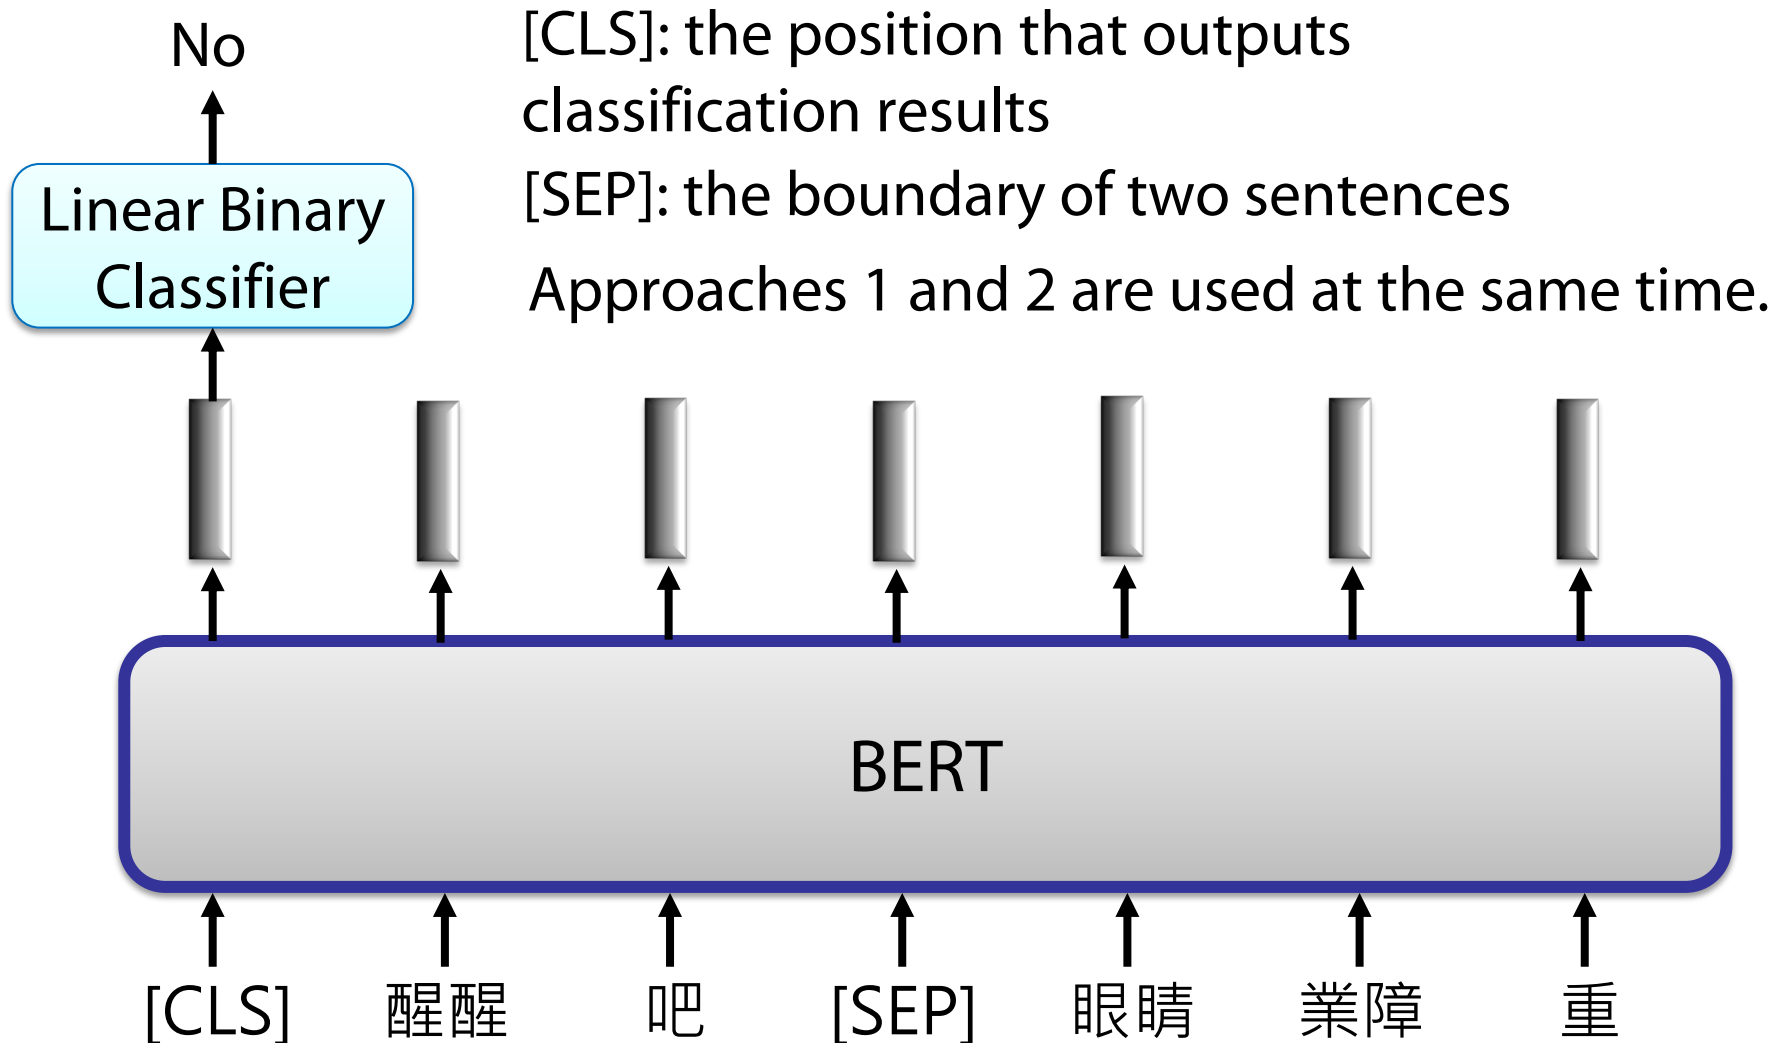 No
[CLS]: the position that outputs
classification results
[SEP]: the boundary of two sentences
Approaches 1 and 2 are used at the same time.
Linear Binary
Classifier
BERT
[CLS] 醒醒 吧 [SEP] 眼睛 業障 重